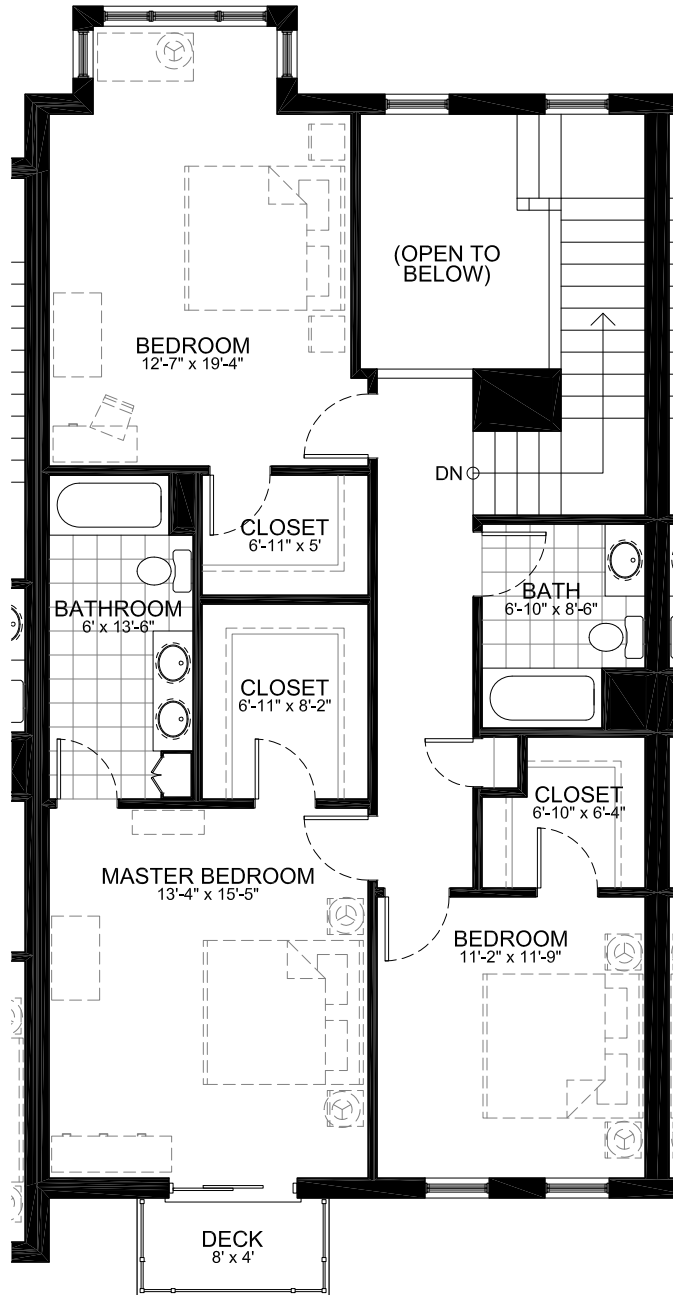 (OPEN TO
BELOW)
BEDROOM
12'-7" x 19'-4"
DN
CLOSET
6'-11" x 5'
BATHROOM
6' x 13'-6"
BATH
6'-10" x 8'-6"
CLOSET
6'-11" x 8'-2"
CLOSET
6'-10" x 6'-4"
MASTER BEDROOM
13'-4" x 15'-5"
BEDROOM
11'-2" x 11'-9"
DECK
8' x 4'